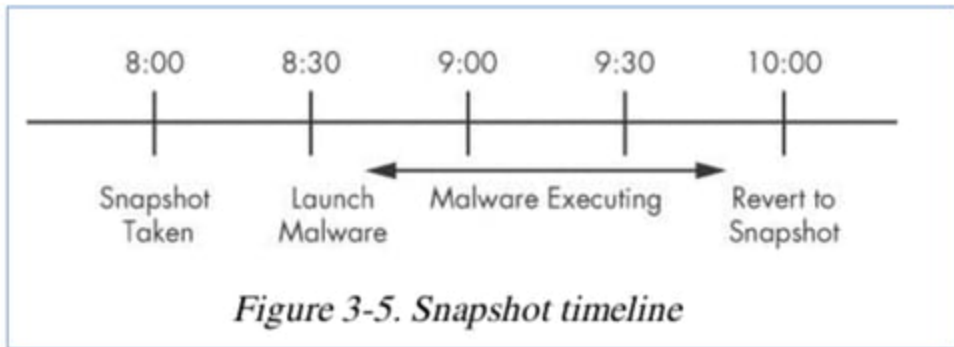 8:00 8:30 9:00 9:30 10:00
Snapshot Launch Malware Executing Revert to
Taken Malware Snapshot
Figure 3-5. Snapshot timeline